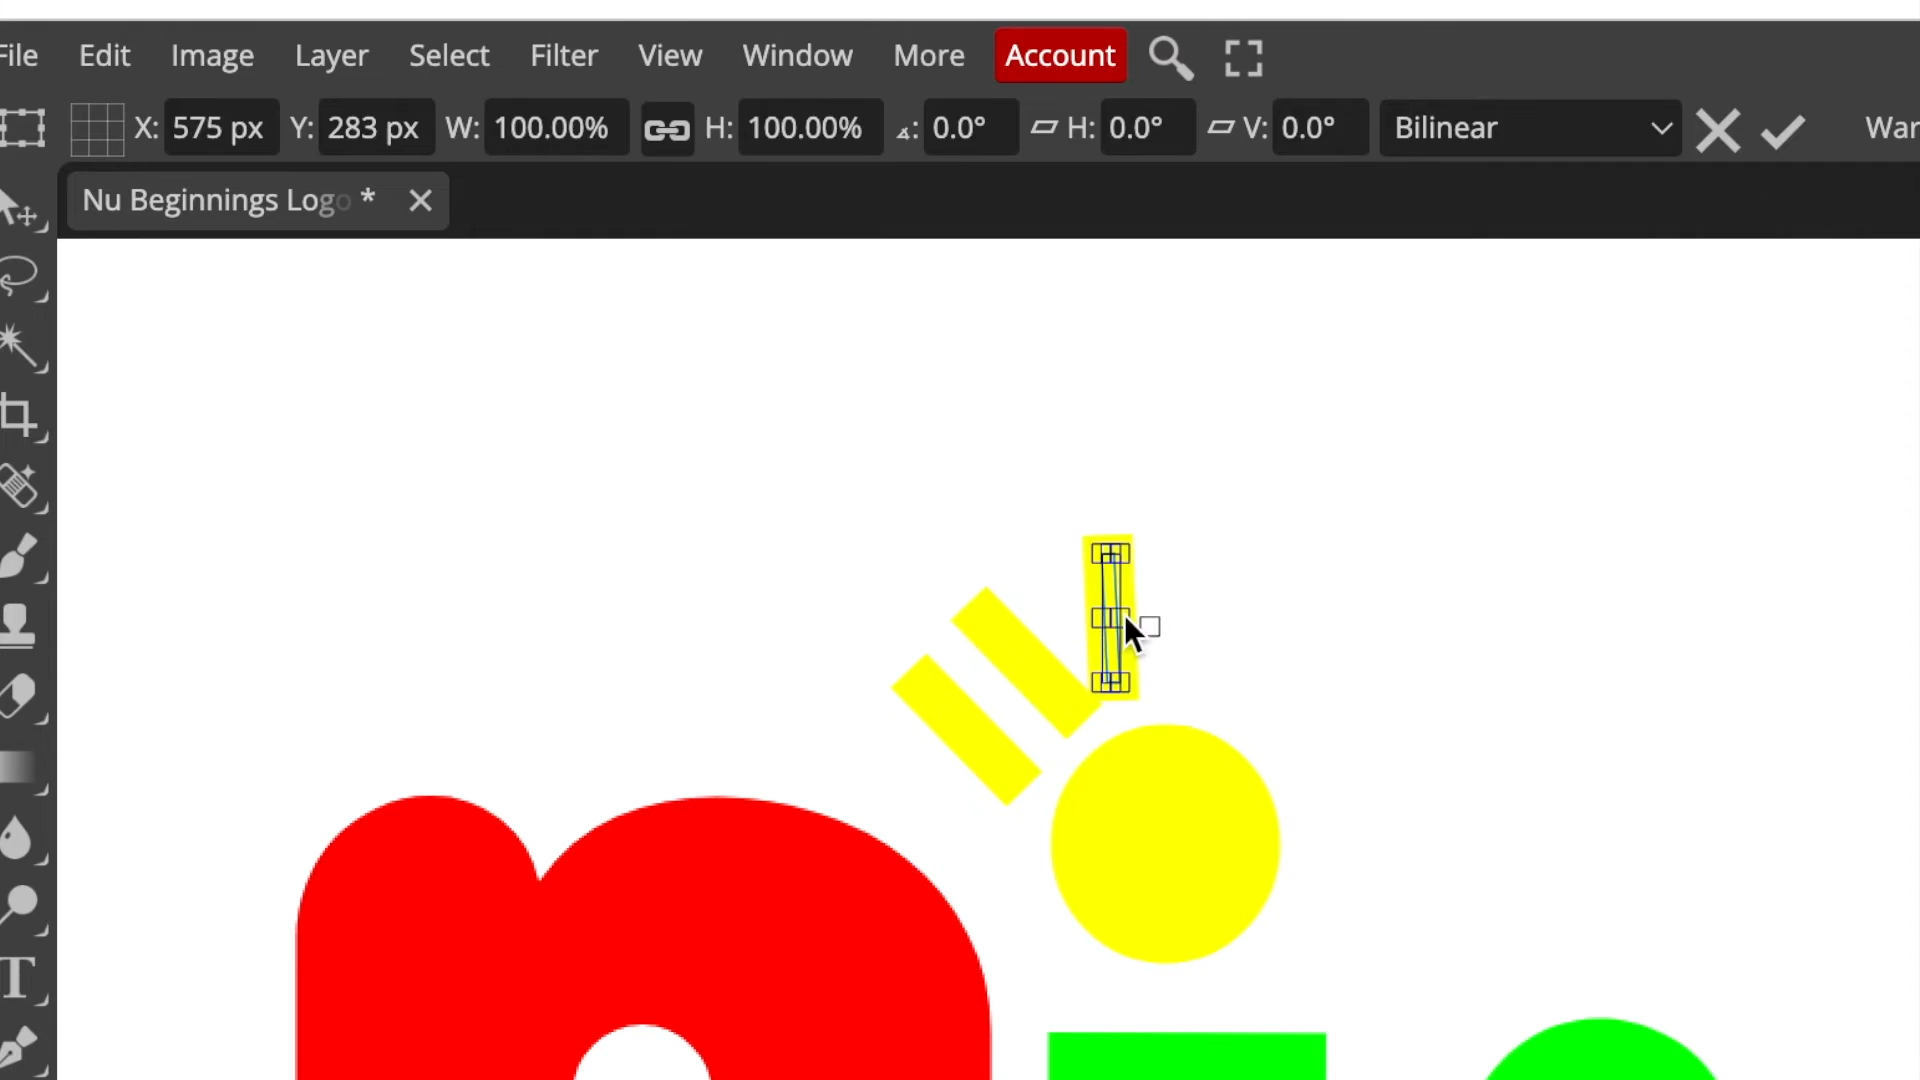 File Edit Image Layer Select Filter View Window More Account
X: 575 px Y: 283 px W: 100.00% H: 100.00% ∡: 0.0° H: 0.0° V: 0.0° Bilinear War
Nu Beginnings Logo *
T